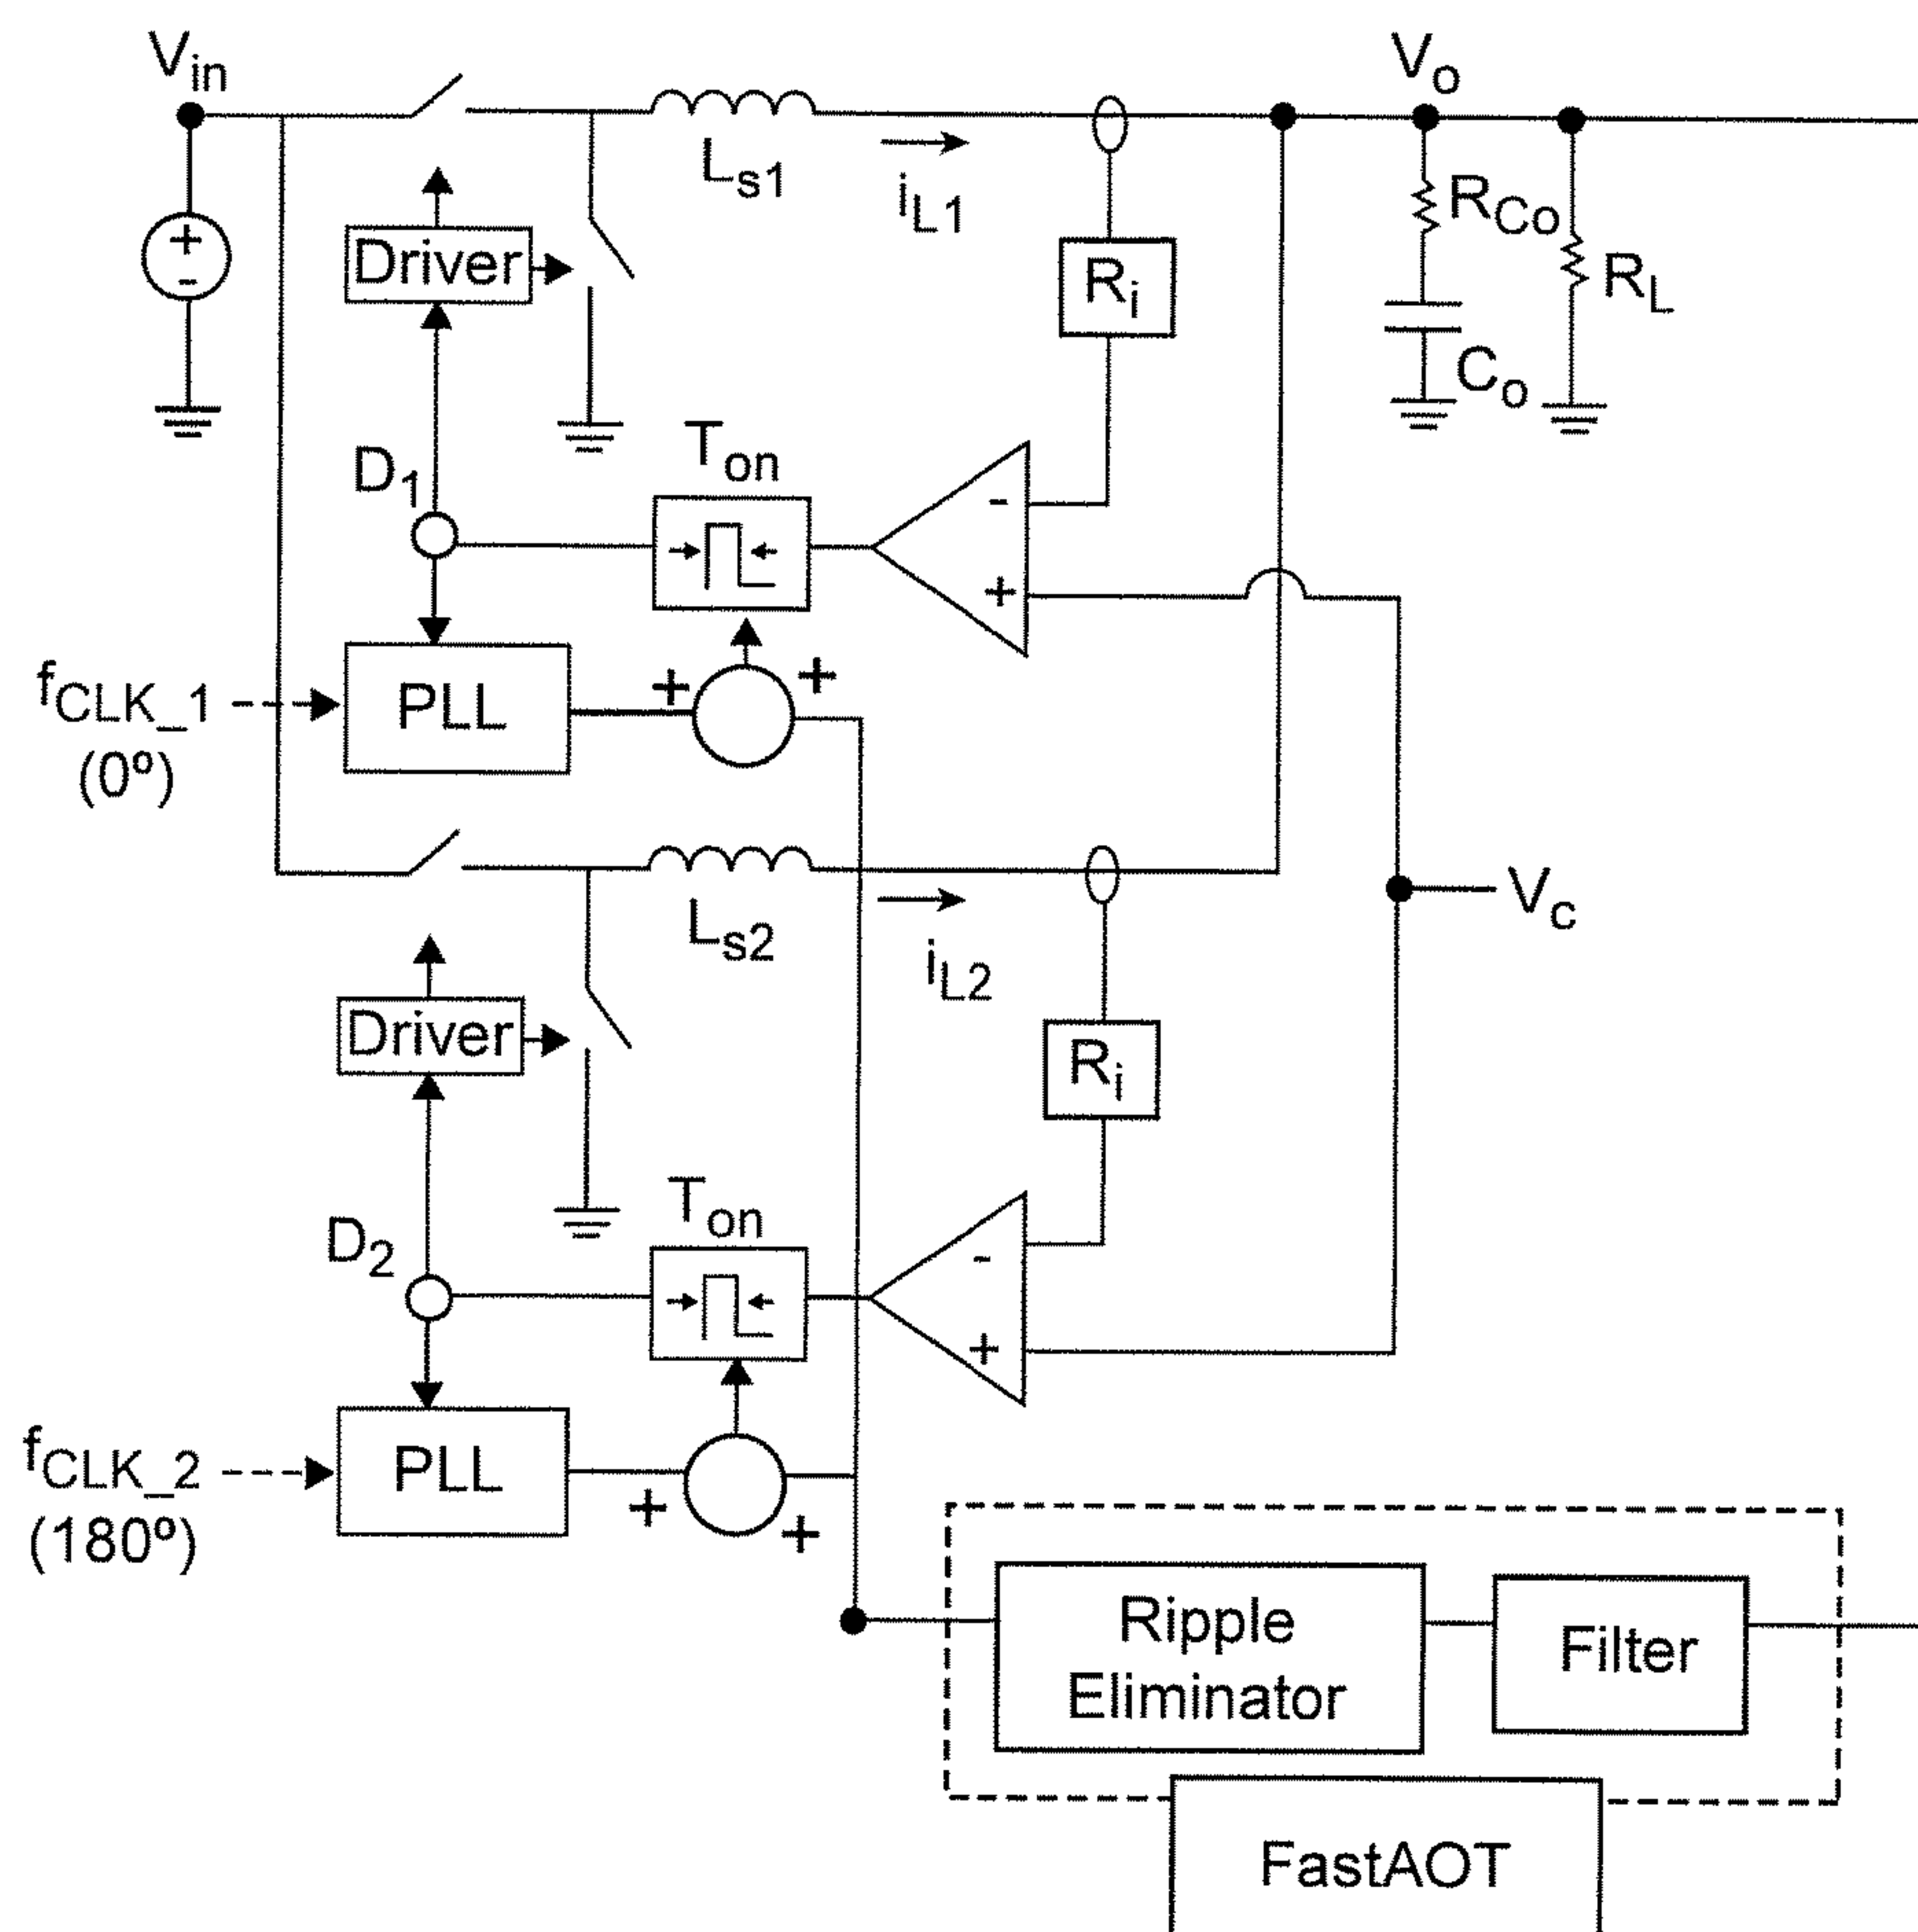 Vin
Vo
Ls1
iL1
RCo
Driver
Ri
RL
Co
Ton
D1
-
+
fCLK_1
(0º)
PLL
+
+
Ls2
iL2
Vc
Driver
Ri
Ton
D2
-
+
fCLK_2
(180º)
PLL
+
+
Ripple
Eliminator
Filter
FastAOT